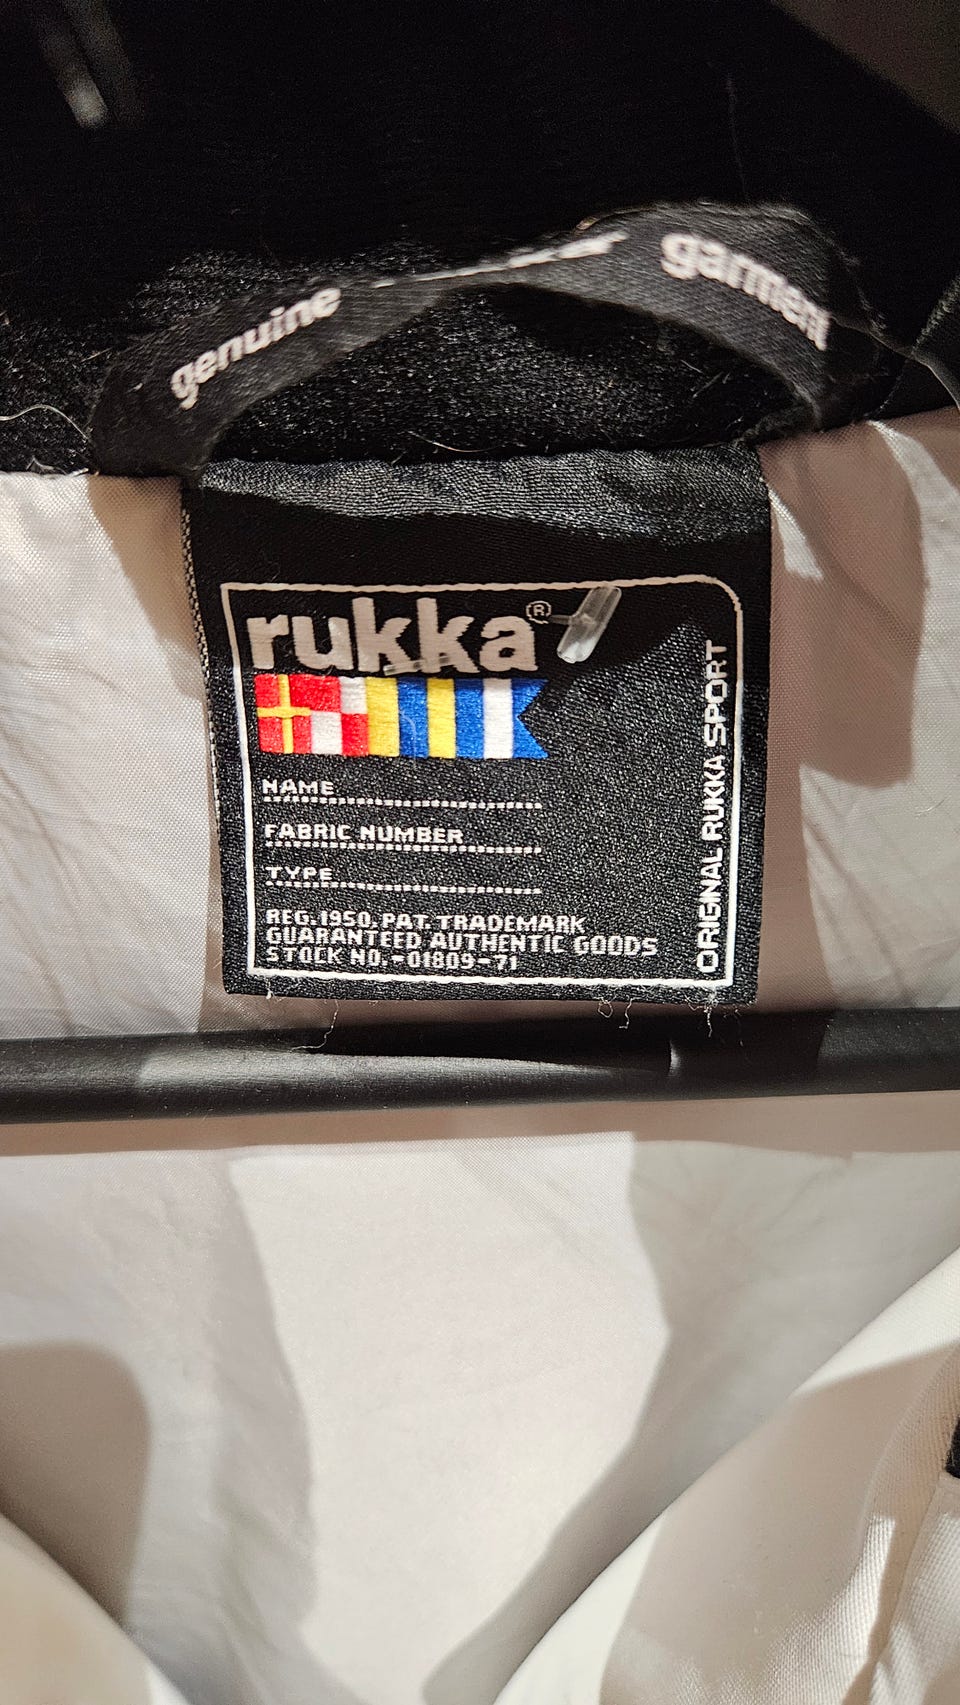 genuine
garment
rukka®
NAME
FABRIC NUMBER
TYPE
REG. 1950. PAT. TRADEMARK
GUARANTEED AUTHENTIC GOODS
STOCK NO.-01809-71
ORIGINAL RUKKA SPORT